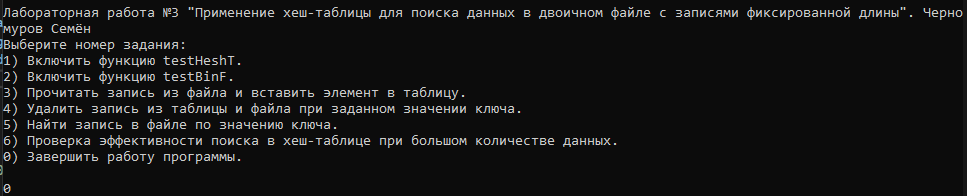 Лабораторная работа №3 "Применение хеш-таблицы для поиска данных в двоичном файле с записями фиксированной длины". Черно
муров Семён
Выберите номер задания:
1) Включить функцию testHeshT.
2) Включить функцию testBinF.
3) Прочитать запись из файла и вставить элемент в таблицу.
4) Удалить запись из таблицы и файла при заданном значении ключа.
5) Найти запись в файле по значению ключа.
6) Проверка эффективности поиска в хеш-таблице при большом количестве данных.
0) Завершить работу программы.
0